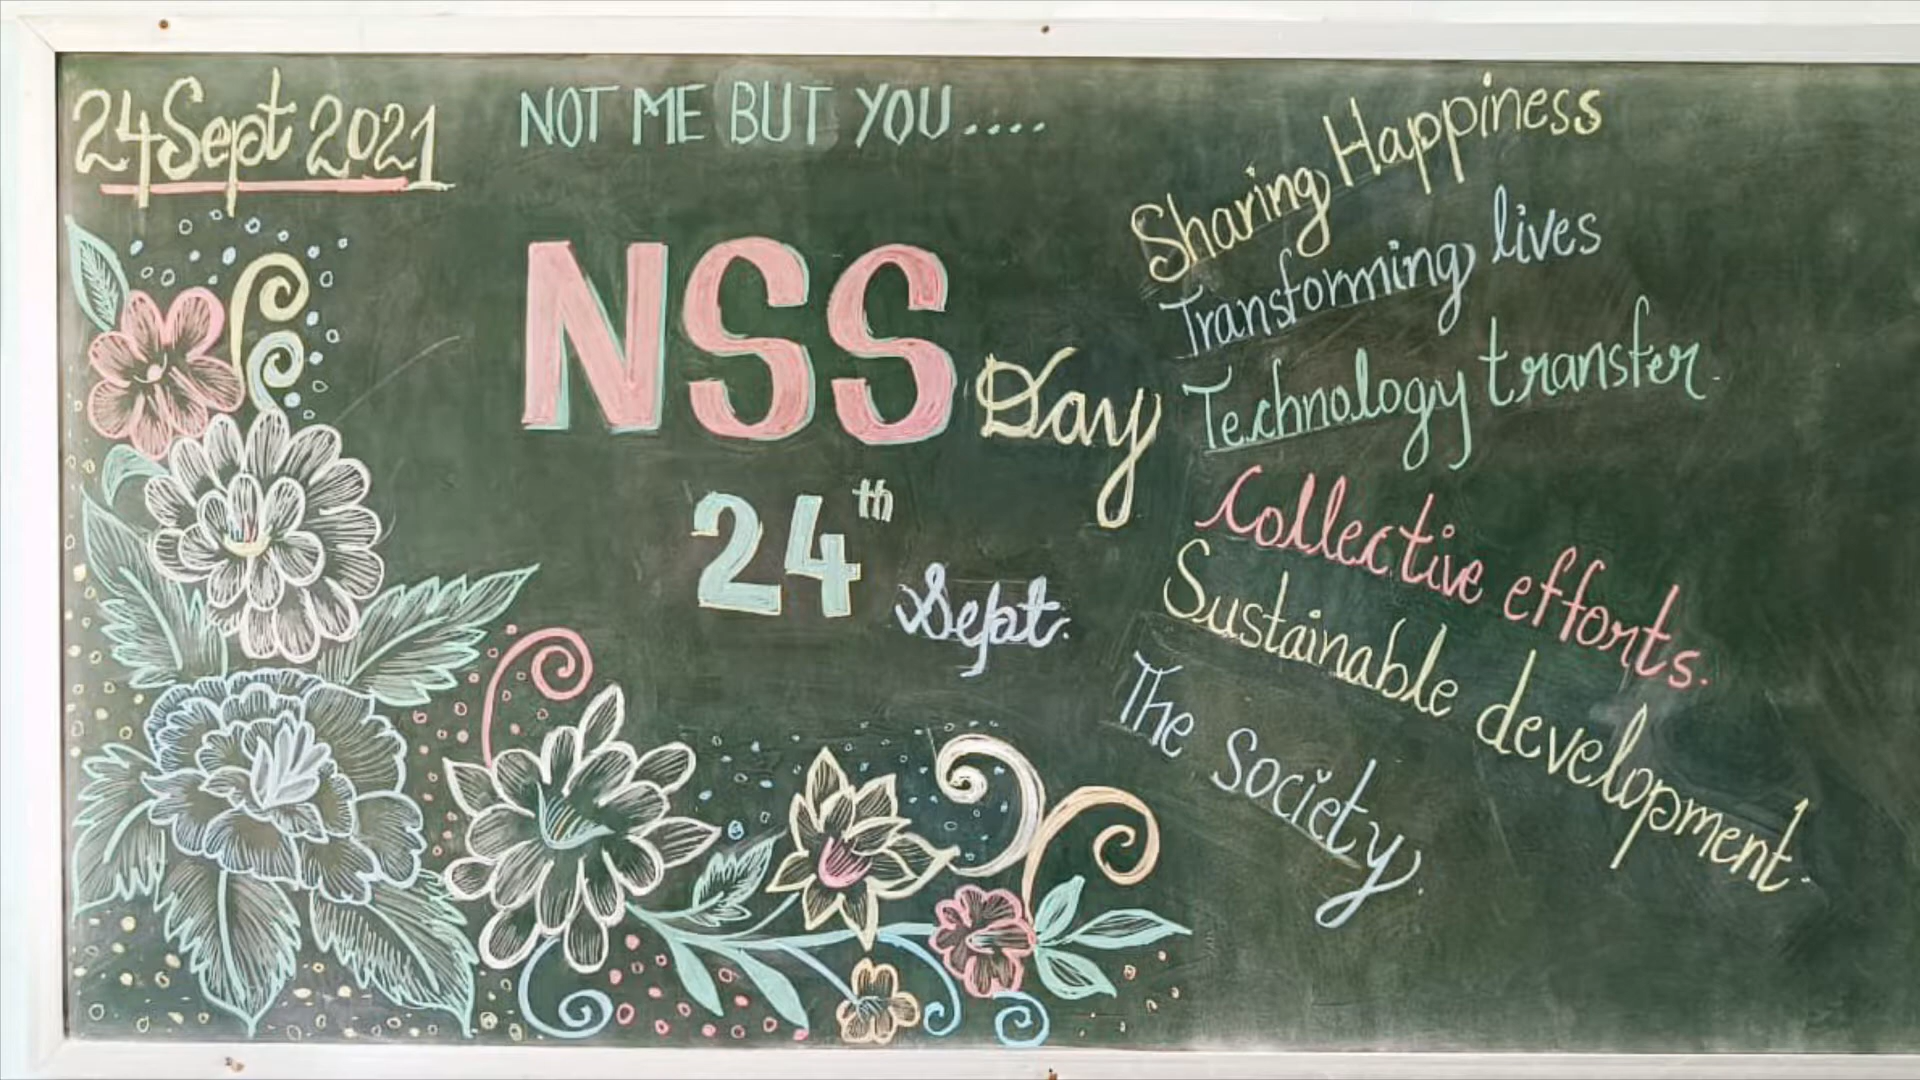 24 Sept 2021
NOT ME BUT YOU....
NSS Day
24th Sept.
Sharing Happiness
Transforming lives
Technology transfer.
Collective efforts.
Sustainable development.
The Society.